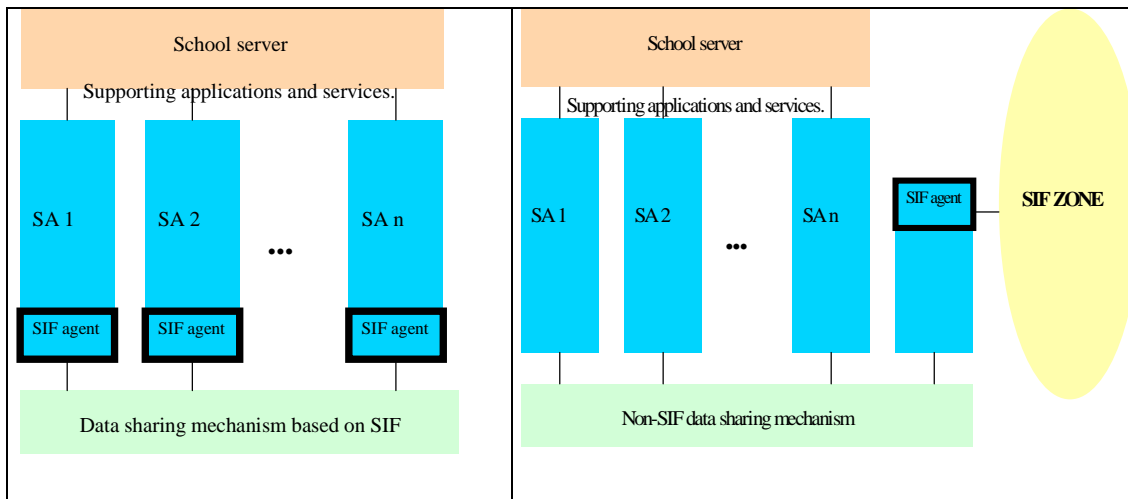 School server
Supporting applications and services.
SA 1
SA 2
...
SA n
SIF agent
SIF agent
SIF agent
Data sharing mechanism based on SIF
School server
Supporting applications and services.
SA 1
SA 2
...
SA n
SIF agent
SIF ZONE
Non-SIF data sharing mechanism